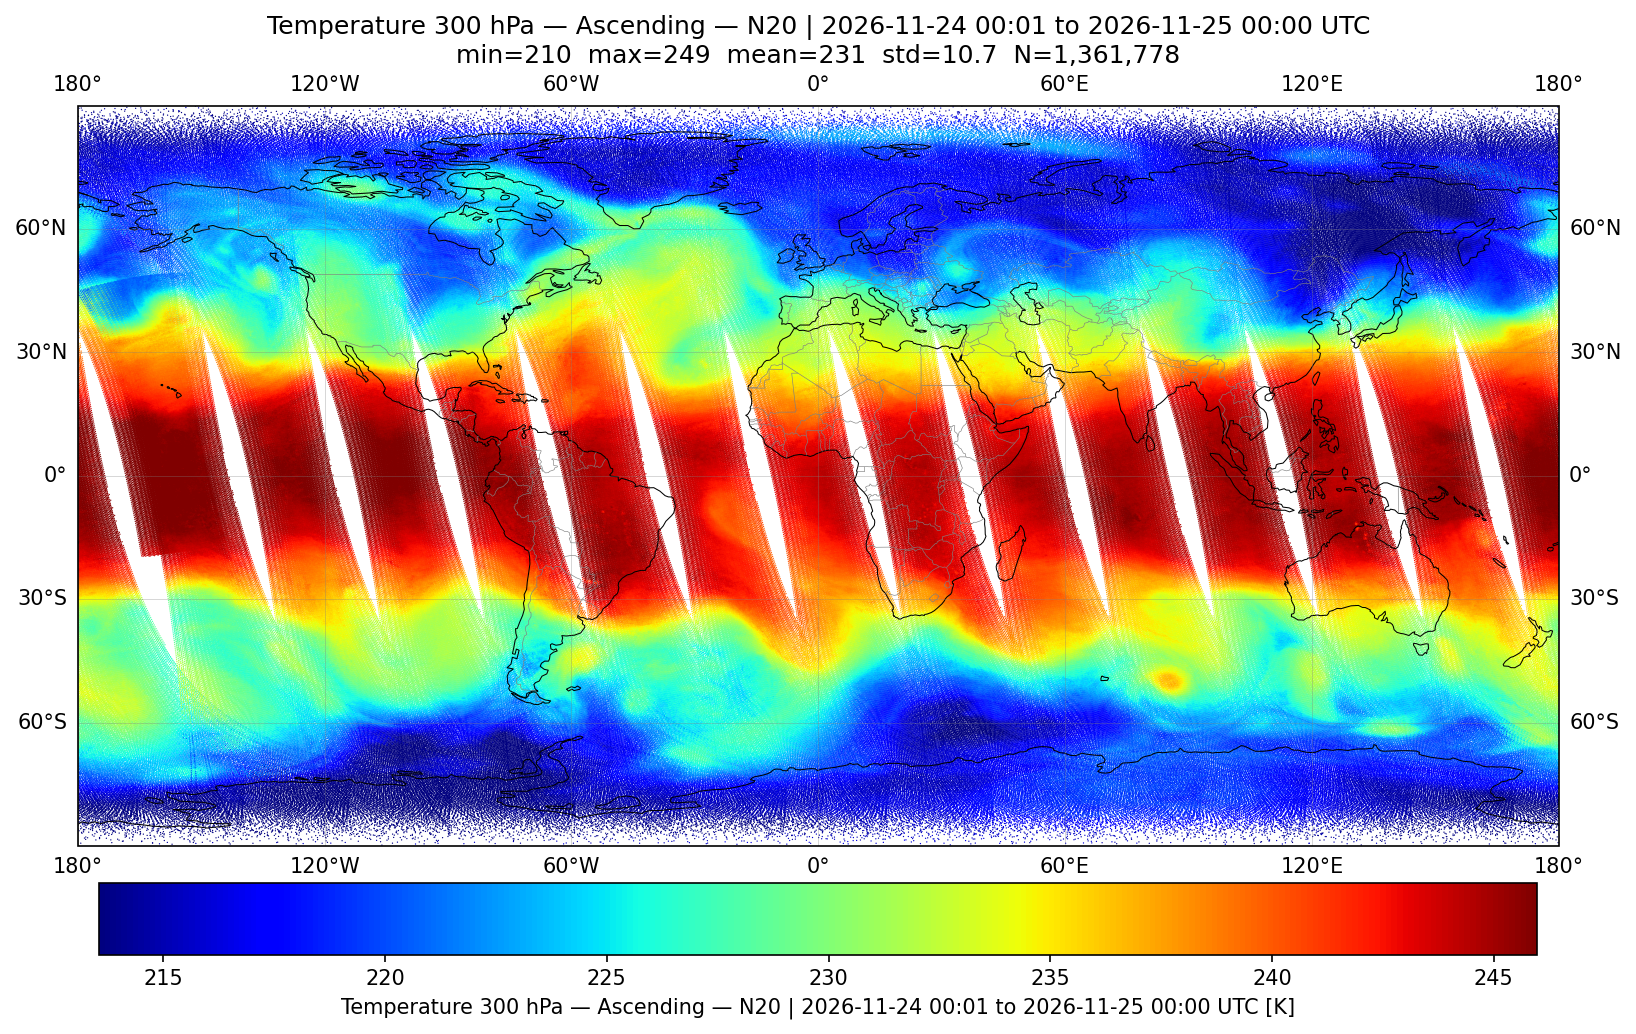 Temperature 300 hPa — Ascending — N20 | 2026-11-24 00:01 to 2026-11-25 00:00 UTC
min=210  max=249  mean=231  std=10.7  N=1,361,778
180° 120°W 60°W 0° 60°E 120°E 180°
60°N 60°N
30°N 30°N
0° 0°
30°S 30°S
60°S 60°S
180° 120°W 60°W 0° 60°E 120°E 180°
215 220 225 230 235 240 245
Temperature 300 hPa — Ascending — N20 | 2026-11-24 00:01 to 2026-11-25 00:00 UTC [K]